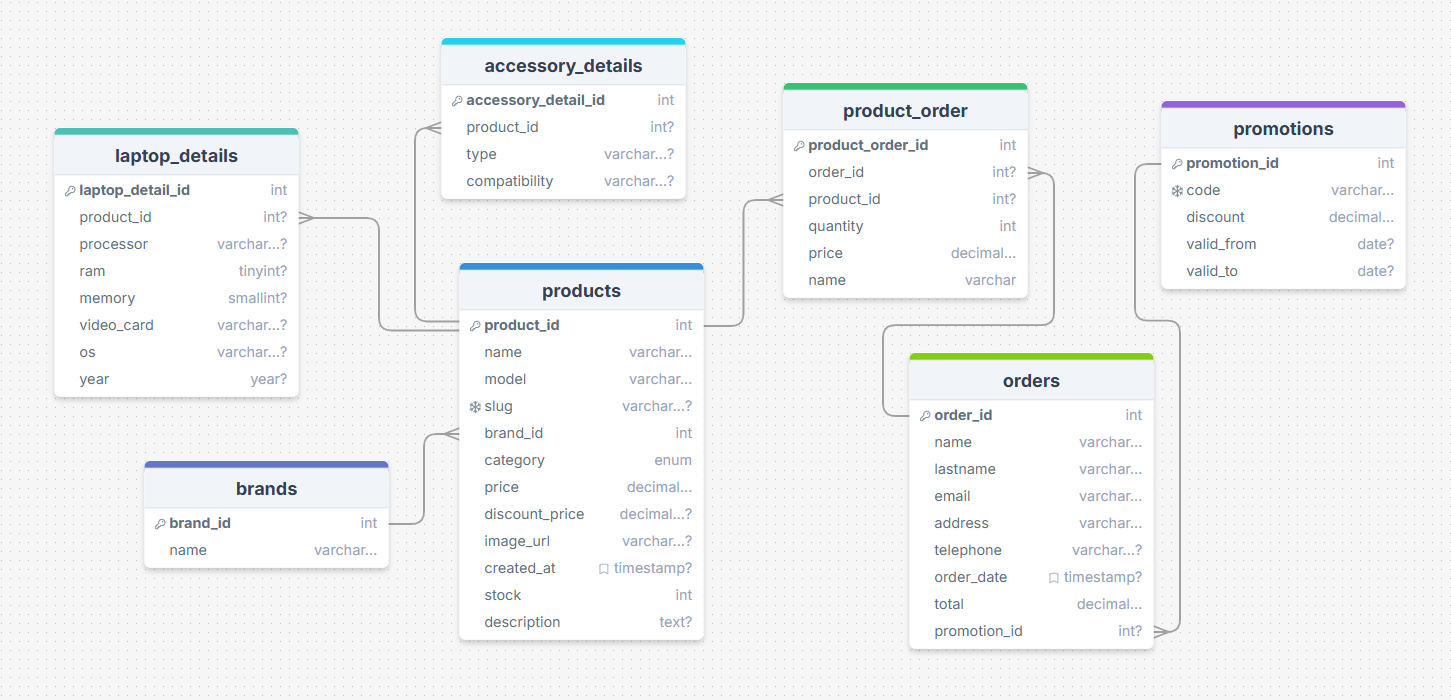 accessory_details
accessory_detail_id int
product_id int?
type varchar...?
compatibility varchar...?
product_order
product_order_id int
order_id int?
product_id int?
quantity int
price decimal...
name varchar
promotions
promotion_id int
code varchar...
discount decimal...
valid_from date?
valid_to date?
laptop_details
laptop_detail_id int
product_id int?
processor varchar...?
ram tinyint?
memory smallint?
video_card varchar...?
os varchar...?
year year?
products
product_id int
name varchar...
model varchar...
slug varchar...?
brand_id int
category enum
price decimal...
discount_price decimal...?
image_url varchar...?
created_at timestamp?
stock int
description text?
orders
order_id int
name varchar...
lastname varchar...
email varchar...
address varchar...
telephone varchar...?
order_date timestamp?
total decimal...
promotion_id int?
brands
brand_id int
name varchar...